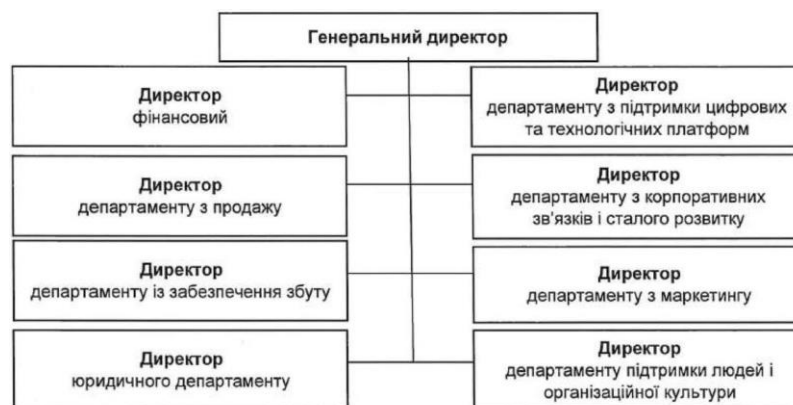 Генеральний директор
Директор
фінансовий
Директор
департаменту з підтримки цифрових
та технологічних платформ
Директор
департаменту з продажу
Директор
департаменту з корпоративних
зв'язків і сталого розвитку
Директор
департаменту із забезпечення збуту
Директор
департаменту з маркетингу
Директор
юридичного департаменту
Директор
департаменту підтримки людей і
організаційної культури